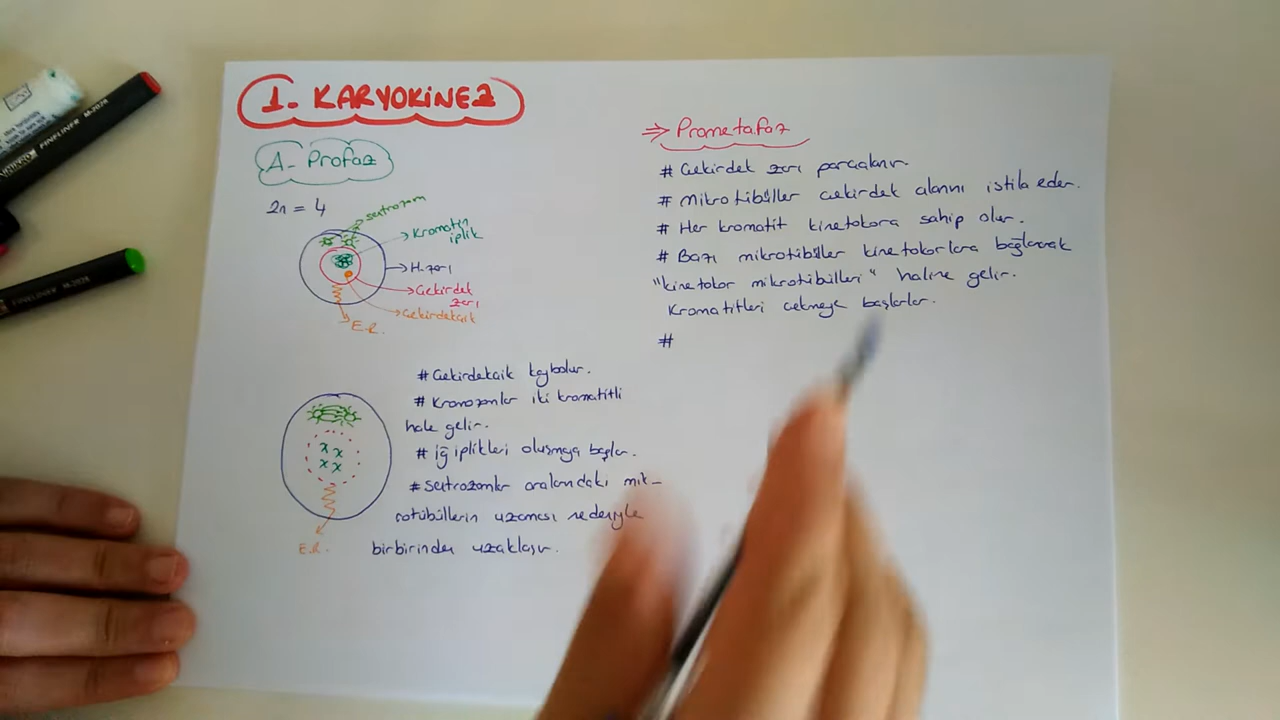 1. KARYOKİNEZ
A- Profaz
2n = 4
sentrozom
Kromatin
iplik
H.zarı
Çekirdek
zarı
Çekirdekçik
E.R.
# Çekirdekçik kaybolur.
# Kromozomlar iki kromatitli
hale gelir.
# İğ iplikleri oluşmaya başlar.
# Sentrozomlar aralarındaki mik-
rotübüllerin uzaması nedeniyle
birbirinden uzaklaşır.
E.R.
⇒ Prometafaz
# Çekirdek zarı parçalanır.
# Mikrotübüller çekirdek alanını istila eder.
# Her kromatit kinetokora sahip olur.
# Bazı mikrotübüller kinetokorlara bağlanarak
"kinetokor mikrotübülleri" haline gelir.
Kromatitleri çekmeye başlarlar.
#
FINELINER M-2028